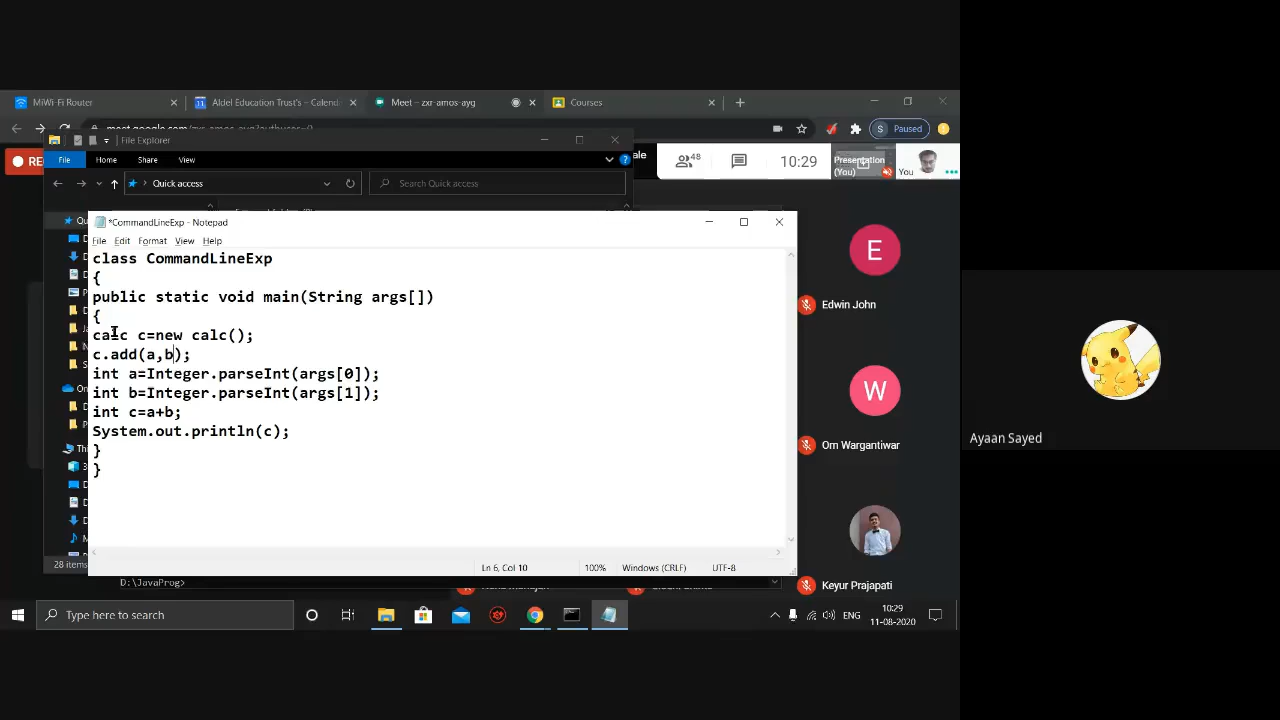 MiWi-Fi Router
Aldel Education Trust's – Calend
Meet – zxr-amos-ayg
Courses
Paused
S
File Explorer
RE
File
Home
Share
View
48
10:29
Presentation
(You)
You
Quick access
Search Quick access
*CommandLineExp - Notepad
File Edit Format View Help
class CommandLineExp
{
public static void main(String args[])
{
calc c=new calc();
c.add(a,b);
int a=Integer.parseInt(args[0]);
int b=Integer.parseInt(args[1]);
int c=a+b;
System.out.println(c);
}
}
Ln 6, Col 10
100%
Windows (CRLF)
UTF-8
28 items
D:\JavaProg>
E
Edwin John
W
Om Wargantiwar
Keyur Prajapati
Ayaan Sayed
Type here to search
ENG
10:29
11-08-2020